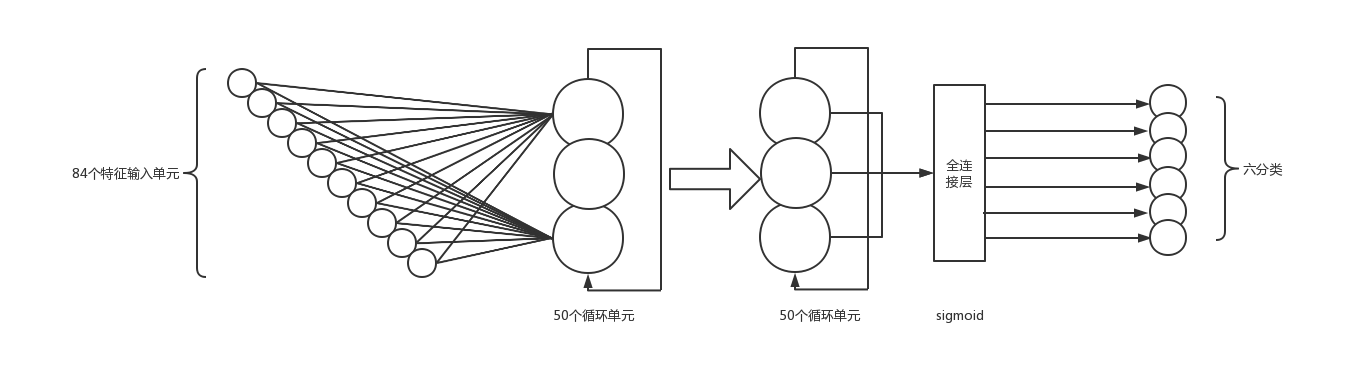 84个特征输入单元
全连
接层
六分类
50个循环单元
50个循环单元
sigmoid